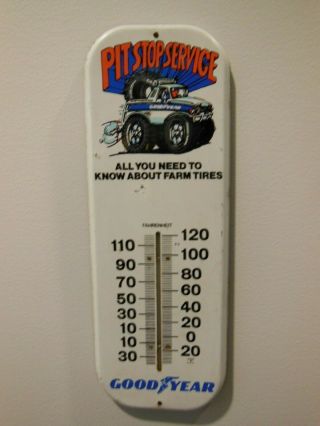 PIT STOP SERVICE
GOODYEAR
ALL YOU NEED TO
KNOW ABOUT FARM TIRES
FAHRENHEIT
110 120
90 100
70 80
50 60
30 40
10 20
10 0
30 20
GOODYEAR